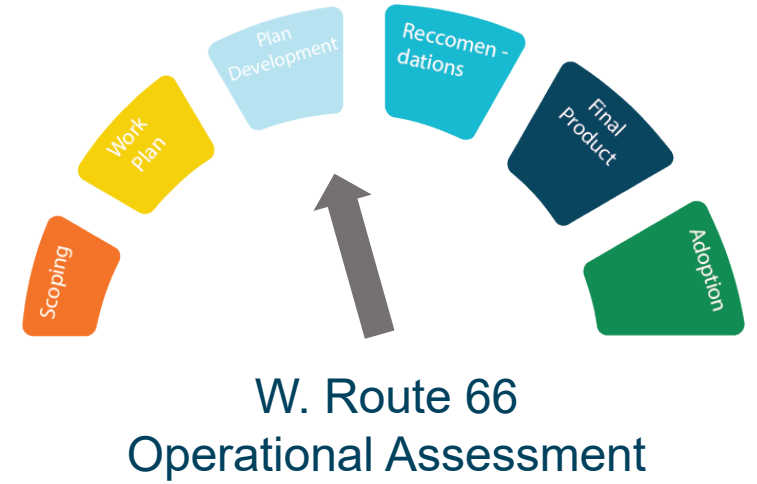 Scoping
Work
Plan
Plan
Development
Reccomen -
dations
Final
Product
Adoption
W. Route 66
Operational Assessment